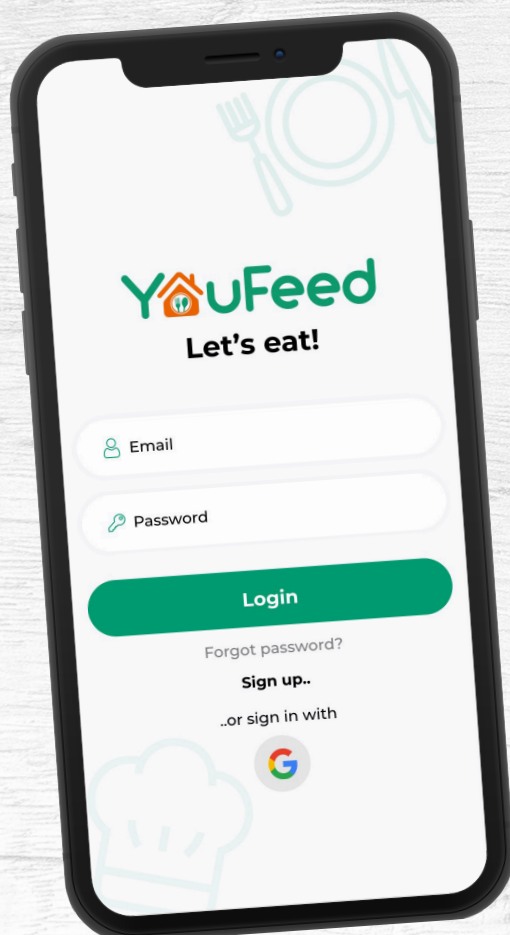 YouFeed
Let's eat!
Email
Password
Login
Forgot password?
Sign up..
..or sign in with
G